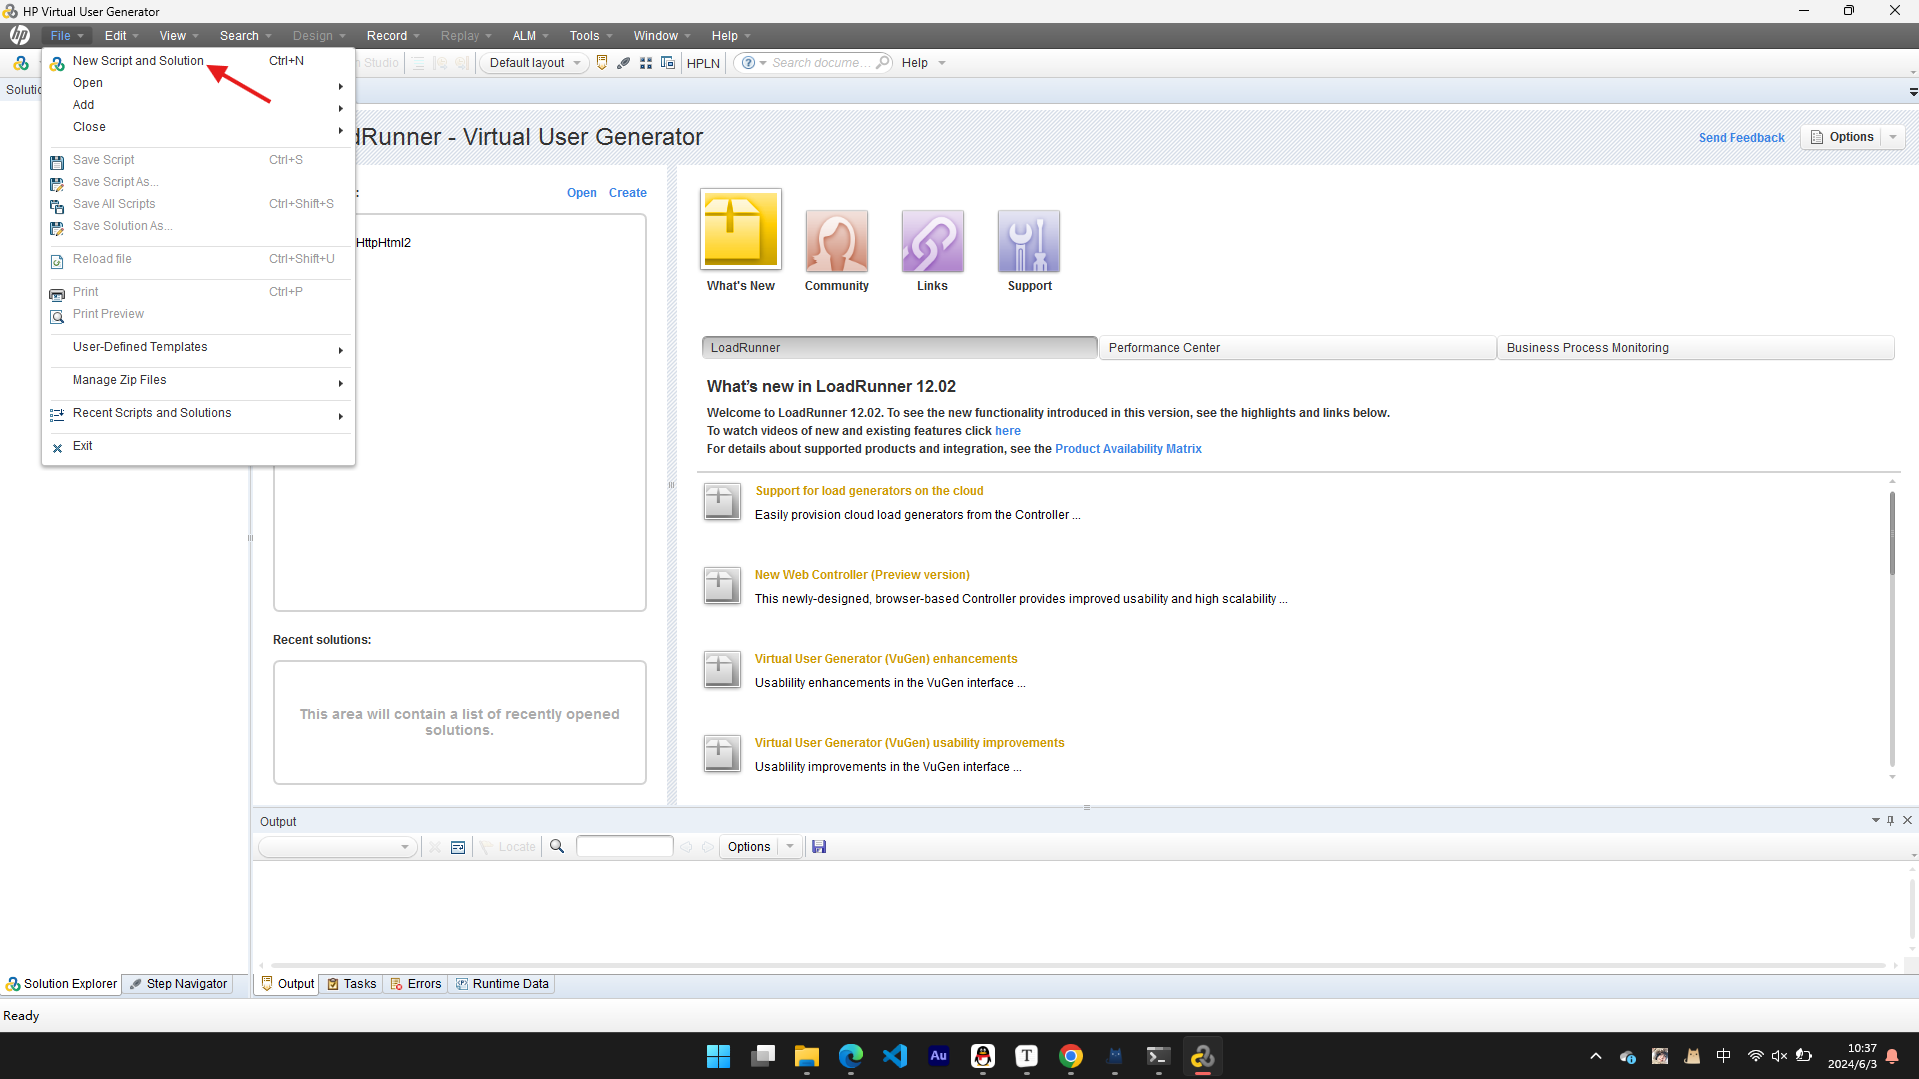 HP Virtual User Generator
hp File Edit View Search Design Record Replay ALM Tools Window Help
Studio Default layout HPLN Search docume... Help
Solutio
New Script and Solution Ctrl+N
Open
Add
Close
Save Script Ctrl+S
Save Script As...
Save All Scripts Ctrl+Shift+S
Save Solution As...
Reload file Ctrl+Shift+U
Print Ctrl+P
Print Preview
User-Defined Templates
Manage Zip Files
Recent Scripts and Solutions
Exit
dRunner - Virtual User Generator
Send Feedback Options
: Open Create
HttpHtml2
Recent solutions:
This area will contain a list of recently opened
solutions.
What's New Community Links Support
LoadRunner Performance Center Business Process Monitoring
What's new in LoadRunner 12.02
Welcome to LoadRunner 12.02. To see the new functionality introduced in this version, see the highlights and links below.
To watch videos of new and existing features click here
For details about supported products and integration, see the Product Availability Matrix
Support for load generators on the cloud
Easily provision cloud load generators from the Controller ...
New Web Controller (Preview version)
This newly-designed, browser-based Controller provides improved usability and high scalability ...
Virtual User Generator (VuGen) enhancements
Usablility enhancements in the VuGen interface ...
Virtual User Generator (VuGen) usability improvements
Usablility improvements in the VuGen interface ...
Output
Locate Options
Solution Explorer Step Navigator Output Tasks Errors Runtime Data
Ready
Au T 中 10:37
2024/6/3